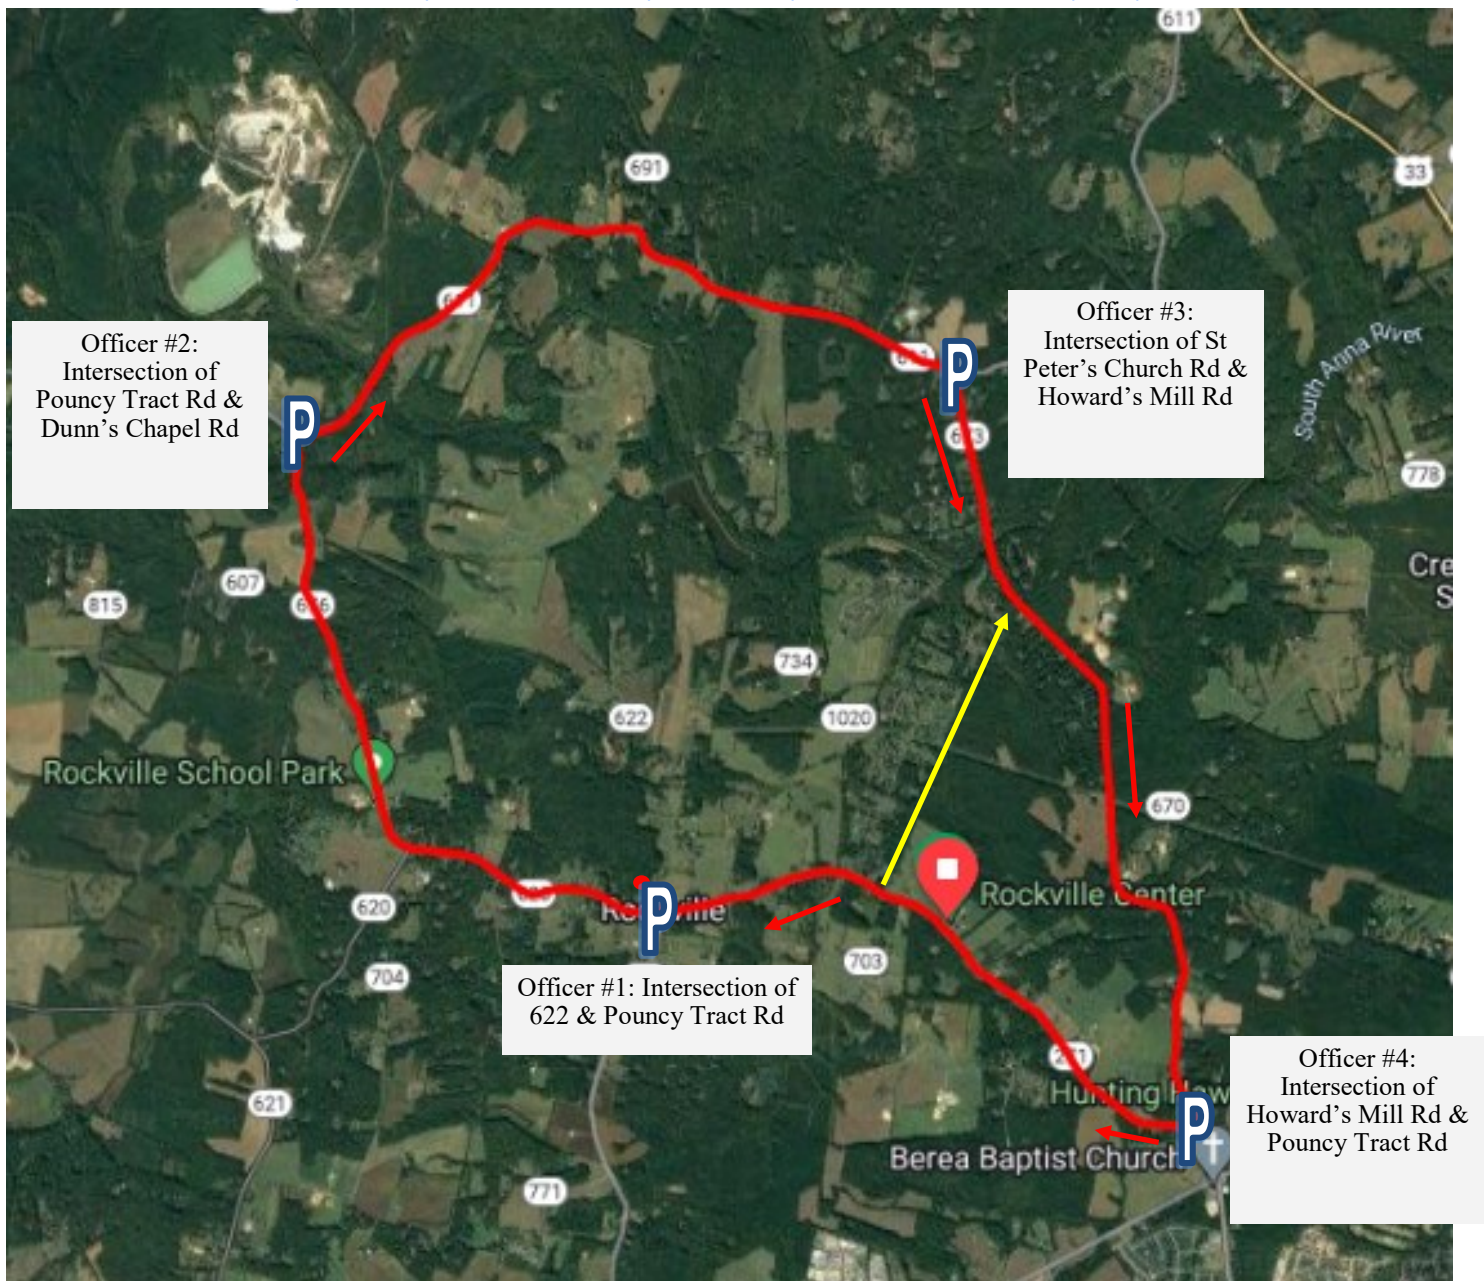 611
33
691
Officer #3:
Intersection of St
Peter's Church Rd &
Howard's Mill Rd
South Anna River
Officer #2:
Intersection of
Pouncy Tract Rd &
Dunn's Chapel Rd
P
P
778
607
815
Cre
S
734
622
1020
Rockville School Park
670
Rockville Center
620
P
704
703
Officer #1: Intersection of
622 & Pouncy Tract Rd
621
Officer #4:
Intersection of
Howard's Mill Rd &
Pouncy Tract Rd
P
Berea Baptist Church
771